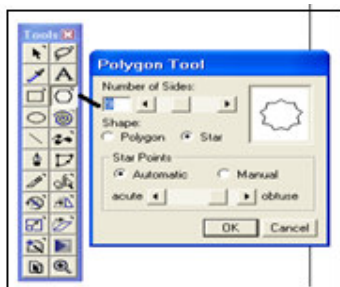 Tools
A
Polygon Tool
Number of Sides:
Shape:
Polygon Star
Star Points
Automatic Manual
acute obtuse
OK Cancel